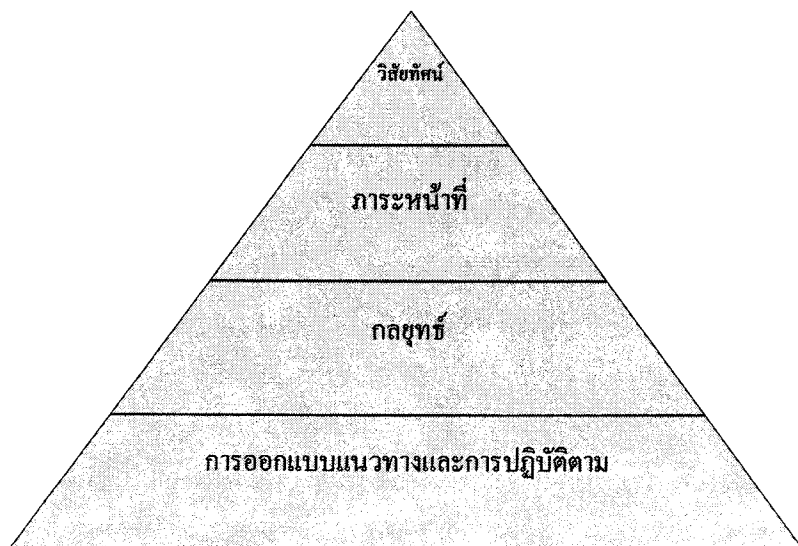 วิสัยทัศน์
ภาระหน้าที่
กลยุทธ์
การออกแบบแนวทางและการปฏิบัติตาม